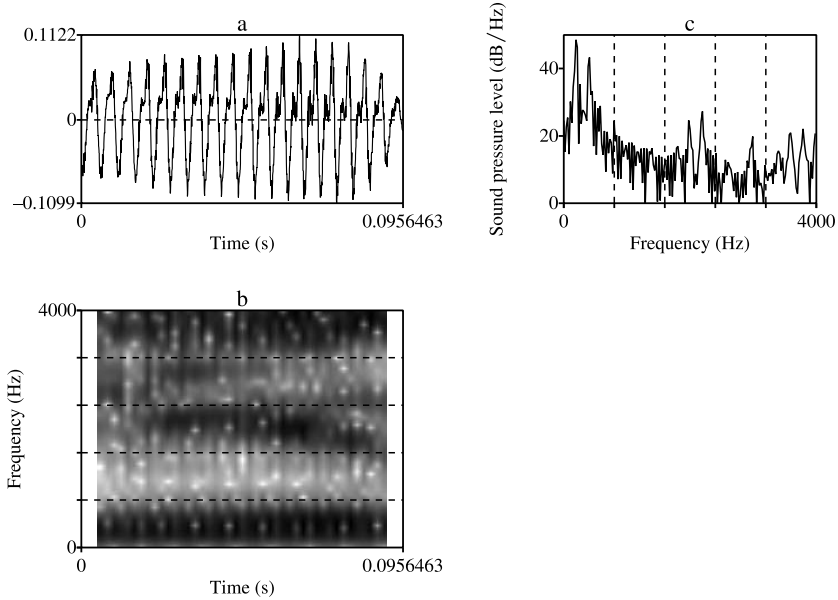 a
0.1122
0
−0.1099
0 0.0956463
Time (s)
c
Sound pressure level (dB / Hz)
40
20
0
0 4000
Frequency (Hz)
b
4000
Frequency (Hz)
0
0 0.0956463
Time (s)